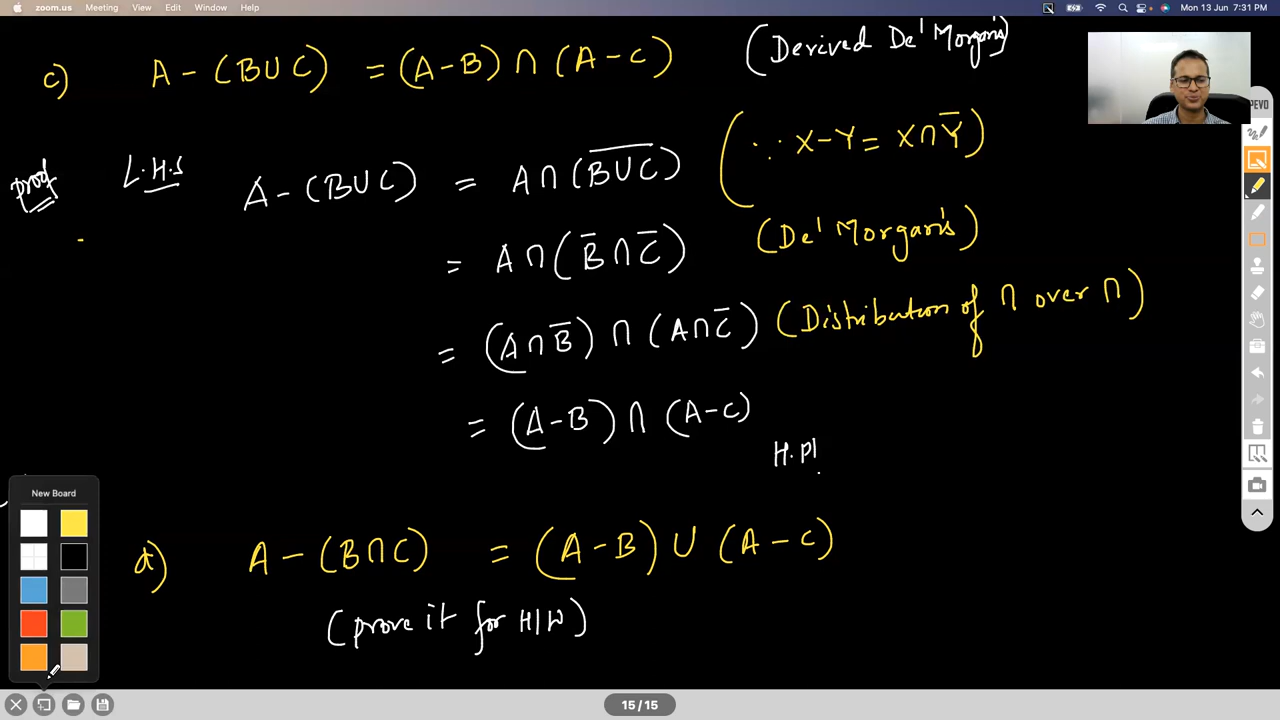 zoom.us Meeting View Edit Window Help Mon 13 Jun 7:31 PM
(Derived De' Morgan's)
c) A - (B∪C) = (A-B) ∩ (A-C)
(∵ X-Y = X∩Y̅)
proof L.H.S A - (B∪C) = A∩(B̅∪̅C̅)
= A∩(B̅∩C̅) (De' Morgan's)
= (A∩B̅) ∩ (A∩C̅) (Distribution of ∩ over ∩)
= (A-B) ∩ (A-C)
H.P!
d) A - (B∩C) = (A-B) ∪ (A-C)
(prove it for H/W)
New Board
15/15